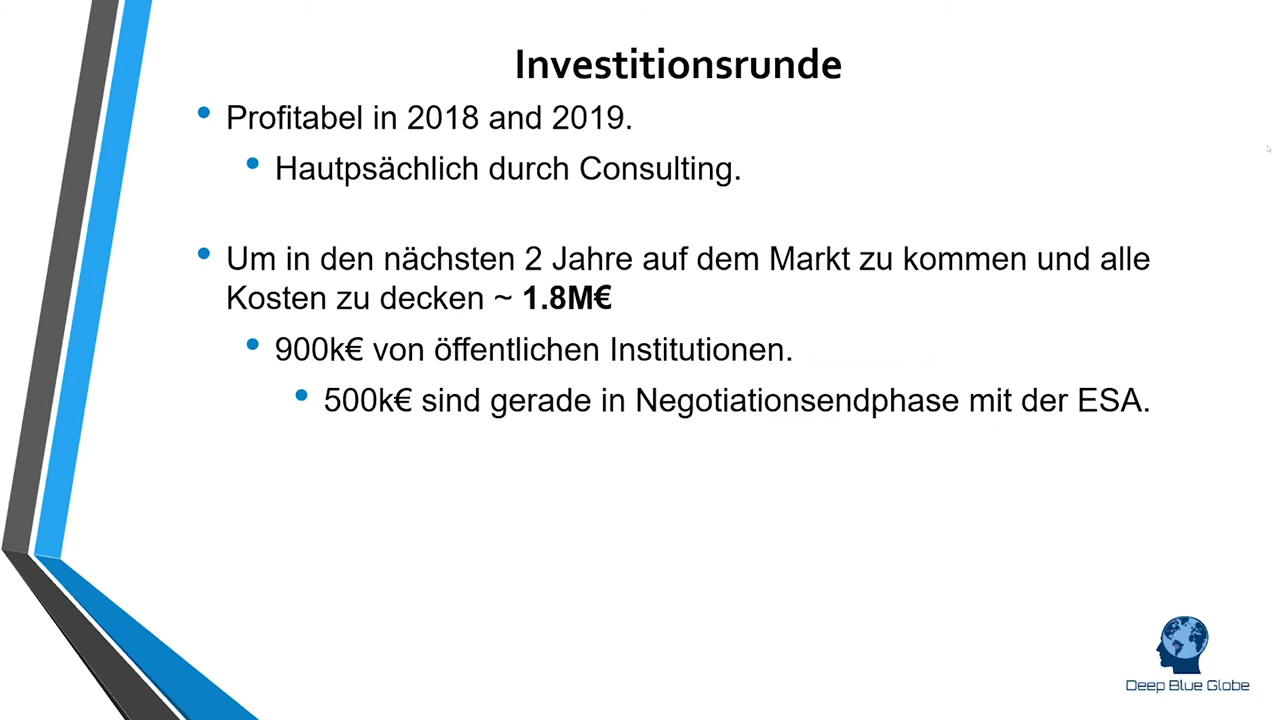 Investitionsrunde
• Profitabel in 2018 and 2019.
• Hautpsächlich durch Consulting.
• Um in den nächsten 2 Jahre auf dem Markt zu kommen und alle
Kosten zu decken ~ 1.8M€
• 900k€ von öffentlichen Institutionen.
• 500k€ sind gerade in Negotiationsendphase mit der ESA.
Deep Blue Globe